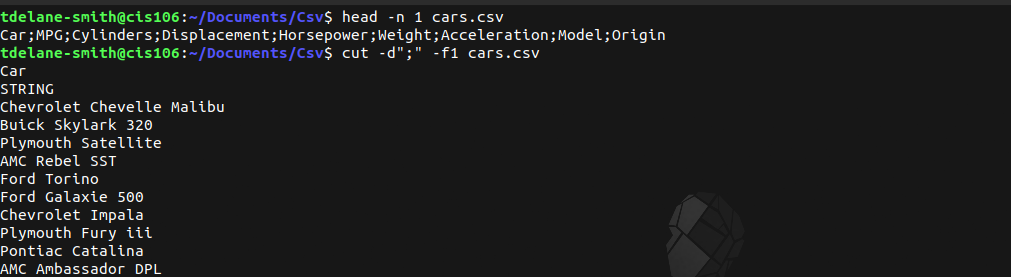 tdelane-smith@cis106:~/Documents/Csv$ head -n 1 cars.csv
Car;MPG;Cylinders;Displacement;Horsepower;Weight;Acceleration;Model;Origin
tdelane-smith@cis106:~/Documents/Csv$ cut -d";" -f1 cars.csv
Car
STRING
Chevrolet Chevelle Malibu
Buick Skylark 320
Plymouth Satellite
AMC Rebel SST
Ford Torino
Ford Galaxie 500
Chevrolet Impala
Plymouth Fury iii
Pontiac Catalina
AMC Ambassador DPL